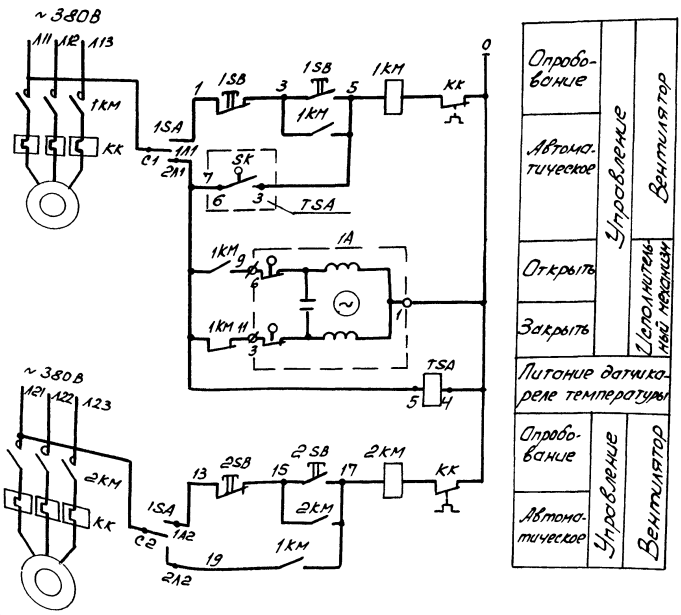 ~380В
Л11 Л12 Л13
1КМ
КК
1SA
С1
1Л1
2Л1
1 1SB 3 1SB 5 1КМ КК 0
1КМ
7 SK
6 3
TSA
1А
1КМ 9
6
~
1
1КМ 11
3
TSA
5 4
~380В
Л21 Л22 Л23
2КМ
КК
1SA
С2
1Л2
2Л2
13 2SB 15 2SB 17 2КМ КК
2КМ
19 1КМ
Опробо-
вание
Автома-
тическое
Управление
Вентилятор
Открыть
Закрыть
Исполнитель-
ный механизм
Питание датчика-
реле температуры
Опробо-
вание
Автома-
тическое
Управление
Вентилятор